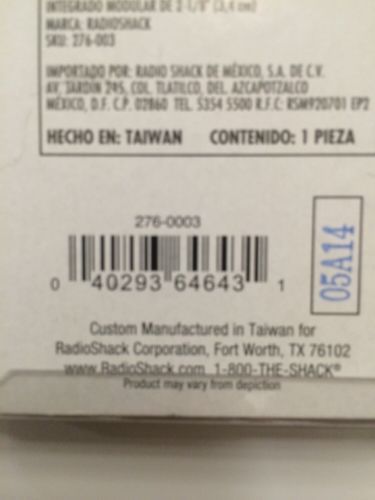 INTEGRADO MODULAR DE 2-1/8" (3,4 cm)
MARCA: RADIOSHACK
SKU: 276-003
IMPORTADO POR: RADIO SHACK DE MÉXICO, S.A. DE C.V.
AV. JARDIN 245, COL. TLATILCO, DEL. AZCAPOTZALCO
MÉXICO, D.F. C.P. 02860 TEL. 5354 5500 R.F.C: RSM920701 EP2
HECHO EN: TAIWAN CONTENIDO: 1 PIEZA
276-0003
0 40293 64643 1
05A14
Custom Manufactured in Taiwan for
RadioShack Corporation, Fort Worth, TX 76102
www.RadioShack.com 1-800-THE-SHACK®
Product may vary from depiction